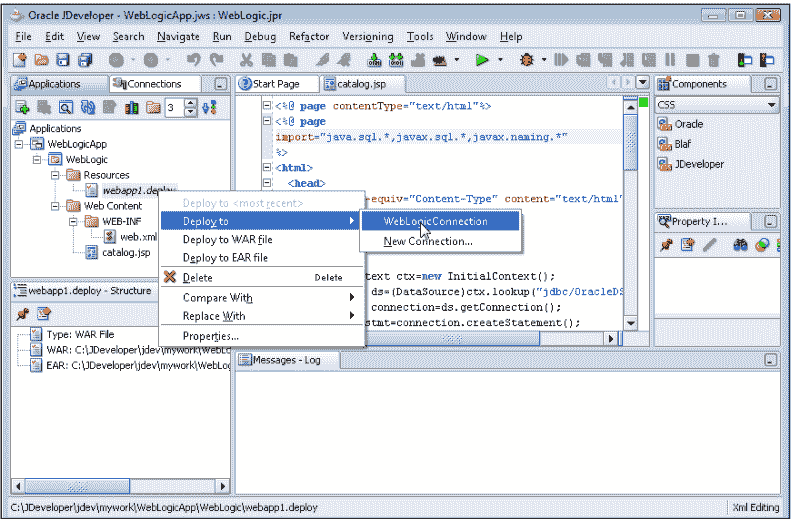 Oracle JDeveloper - WebLogicApp.jws : WebLogic.jpr
File Edit View Search Navigate Run Debug Refactor Versioning Tools Window Help
Applications Connections
3
Applications
WebLogicApp
WebLogic
Resources
webapp1.deploy
Web Content
WEB-INF
web.xml
catalog.jsp
Start Page catalog.jsp
<%@ page contentType="text/html"%>
<%@ page
import="java.sql.*,javax.sql.*,javax.naming.*"
%>
<html>
<head>
-equiv="Content-Type" content="text/html"
text ctx=new InitialContext();
ds=(DataSource)ctx.lookup("jdbc/OracleDS
connection=ds.getConnection();
stmt=connection.createStatement();
Deploy to <most recent>
Deploy to
Deploy to WAR file
Deploy to EAR file
Delete Delete
Compare With
Replace With
Properties...
WebLogicConnection
New Connection...
Components
CSS
Oracle
Blaf
JDeveloper
Property I...
webapp1.deploy - Structure
Type: WAR File
WAR: C:\JDeveloper\jdev\mywork\WebLog
EAR: C:\JDeveloper\jdev\mywork\WebLog
Messages - Log
C:\JDeveloper\jdev\mywork\WebLogicApp\WebLogic\webapp1.deploy
Xml Editing